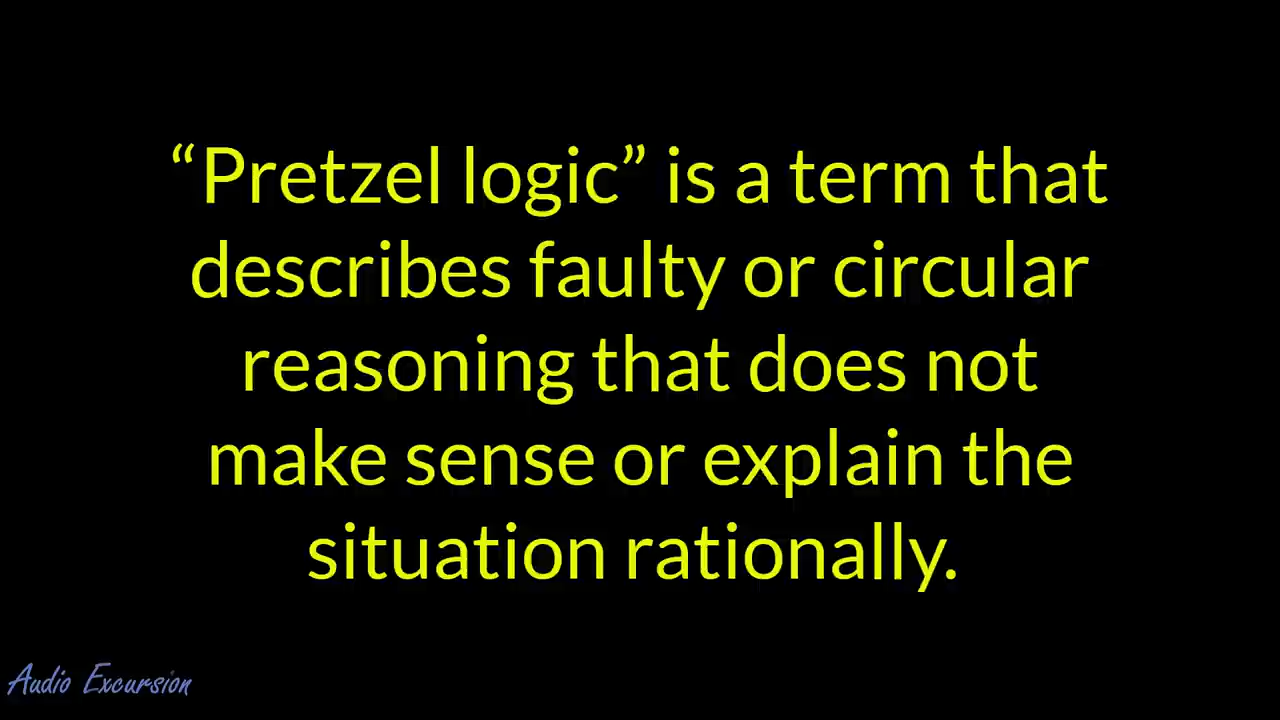 “Pretzel logic” is a term that
describes faulty or circular
reasoning that does not
make sense or explain the
situation rationally.
Audio Excursion